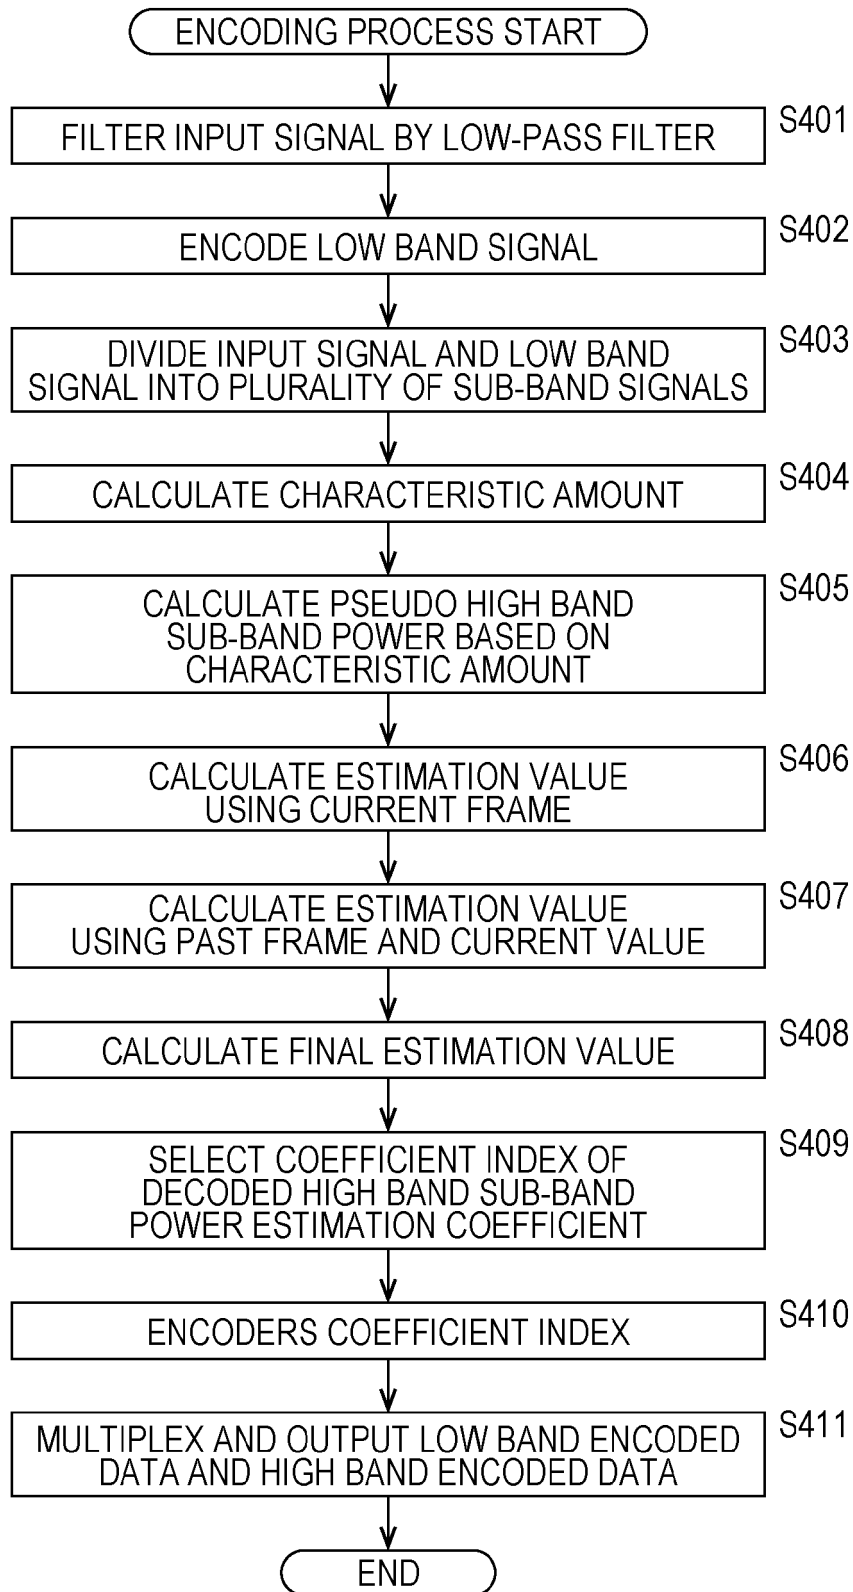 ENCODING PROCESS START
S401
FILTER INPUT SIGNAL BY LOW-PASS FILTER
S402
ENCODE LOW BAND SIGNAL
S403
DIVIDE INPUT SIGNAL AND LOW BAND
SIGNAL INTO PLURALITY OF SUB-BAND SIGNALS
S404
CALCULATE CHARACTERISTIC AMOUNT
S405
CALCULATE PSEUDO HIGH BAND
SUB-BAND POWER BASED ON
CHARACTERISTIC AMOUNT
S406
CALCULATE ESTIMATION VALUE
USING CURRENT FRAME
S407
CALCULATE ESTIMATION VALUE
USING PAST FRAME AND CURRENT VALUE
S408
CALCULATE FINAL ESTIMATION VALUE
S409
SELECT COEFFICIENT INDEX OF
DECODED HIGH BAND SUB-BAND
POWER ESTIMATION COEFFICIENT
S410
ENCODERS COEFFICIENT INDEX
S411
MULTIPLEX AND OUTPUT LOW BAND ENCODED
DATA AND HIGH BAND ENCODED DATA
END